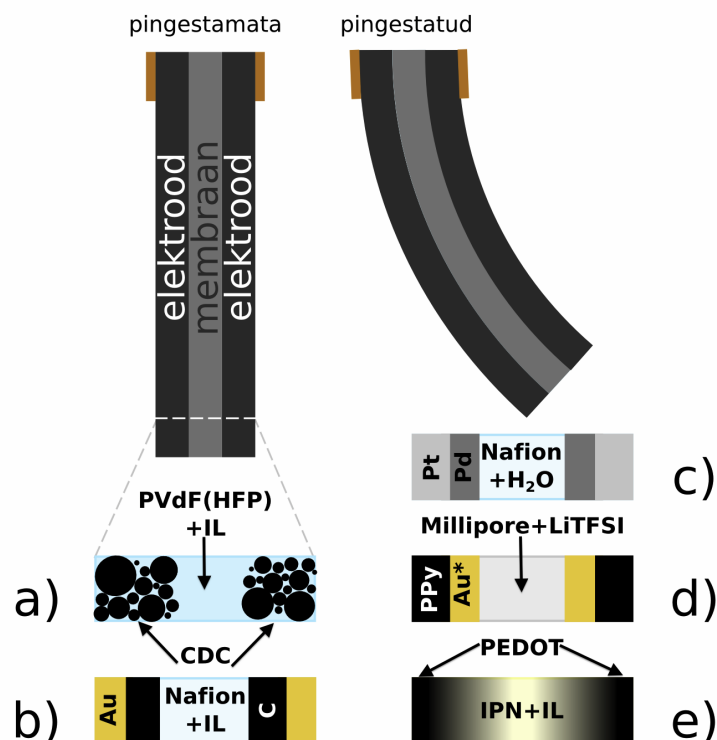 pingestamata
pingestatud
elektrood
membraan
elektrood
PVdF(HFP)
+IL
a)
CDC
b)
Au
Nafion
+IL
C
Pt
Pd
Nafion
+H₂O
c)
Millipore+LiTFSI
PPy
Au*
d)
PEDOT
IPN+IL
e)